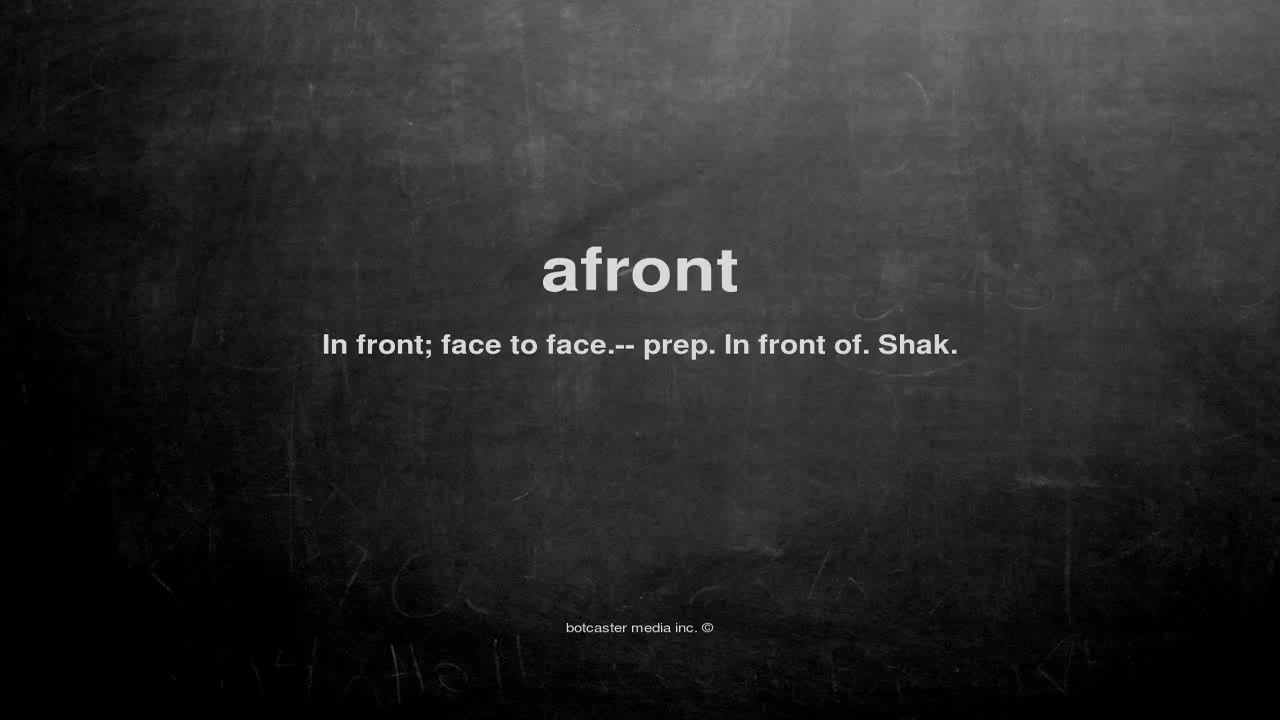 afront
In front; face to face.-- prep. In front of. Shak.
botcaster media inc. ©